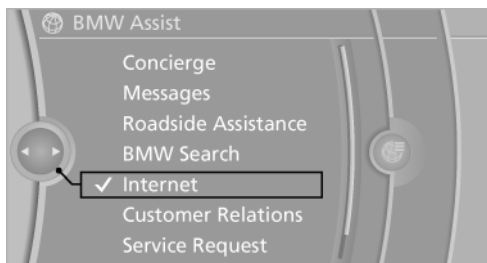 BMW Assist
Concierge
Messages
Roadside Assistance
BMW Search
✓ Internet
Customer Relations
Service Request